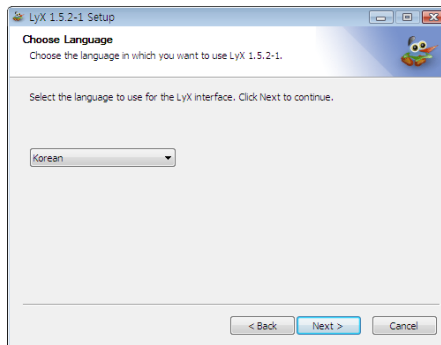 LyX 1.5.2-1 Setup
Choose Language
Choose the language in which you want to use LyX 1.5.2-1.
Select the language to use for the LyX interface. Click Next to continue.
Korean
< Back Next > Cancel